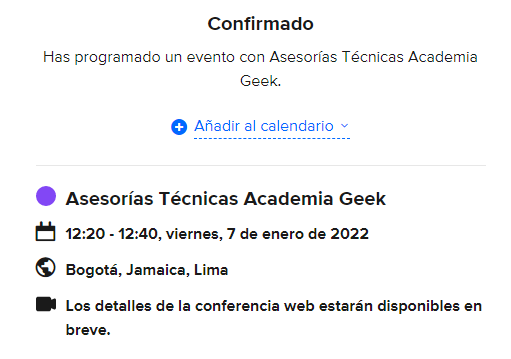 Confirmado
Has programado un evento con Asesorías Técnicas Academia
Geek.
Añadir al calendario
Asesorías Técnicas Academia Geek
12:20 - 12:40, viernes, 7 de enero de 2022
Bogotá, Jamaica, Lima
Los detalles de la conferencia web estarán disponibles en
breve.